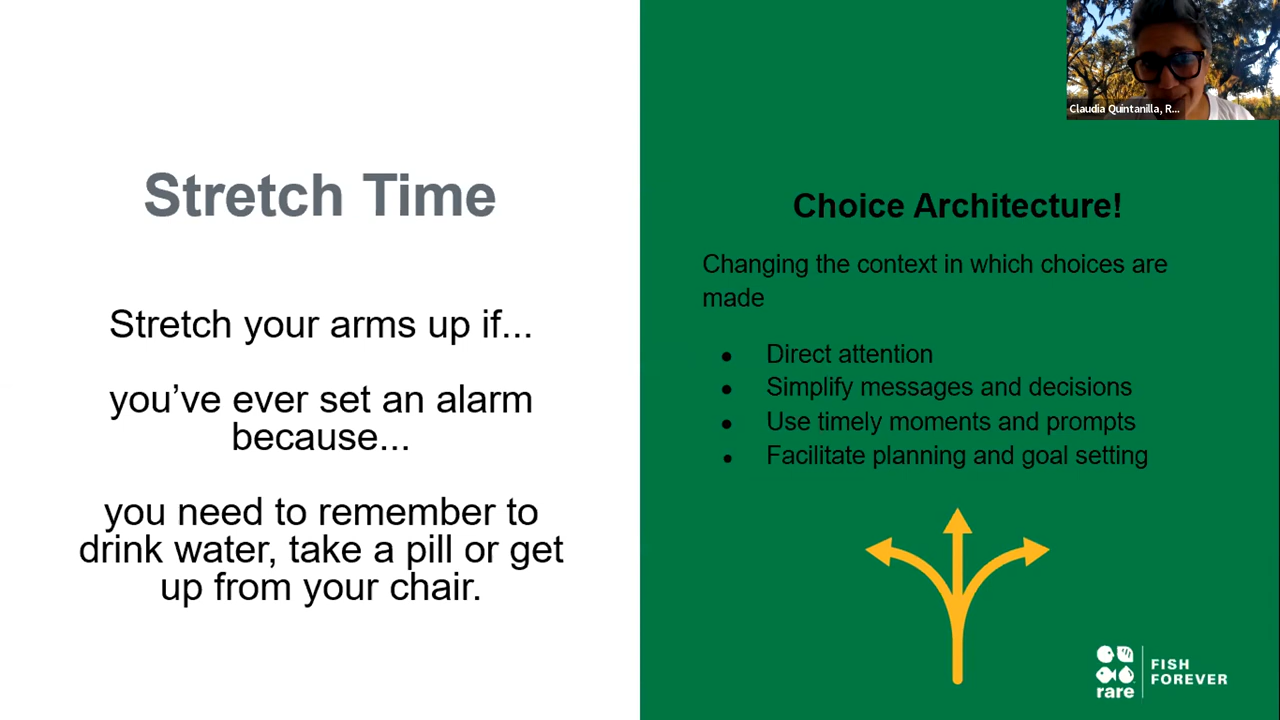 Stretch Time
Stretch your arms up if...
you’ve ever set an alarm
because...
you need to remember to
drink water, take a pill or get
up from your chair.
Claudia Quintanilla, R...
Choice Architecture!
Changing the context in which choices are
made
● Direct attention
● Simplify messages and decisions
● Use timely moments and prompts
● Facilitate planning and goal setting
rare
FISH
FOREVER